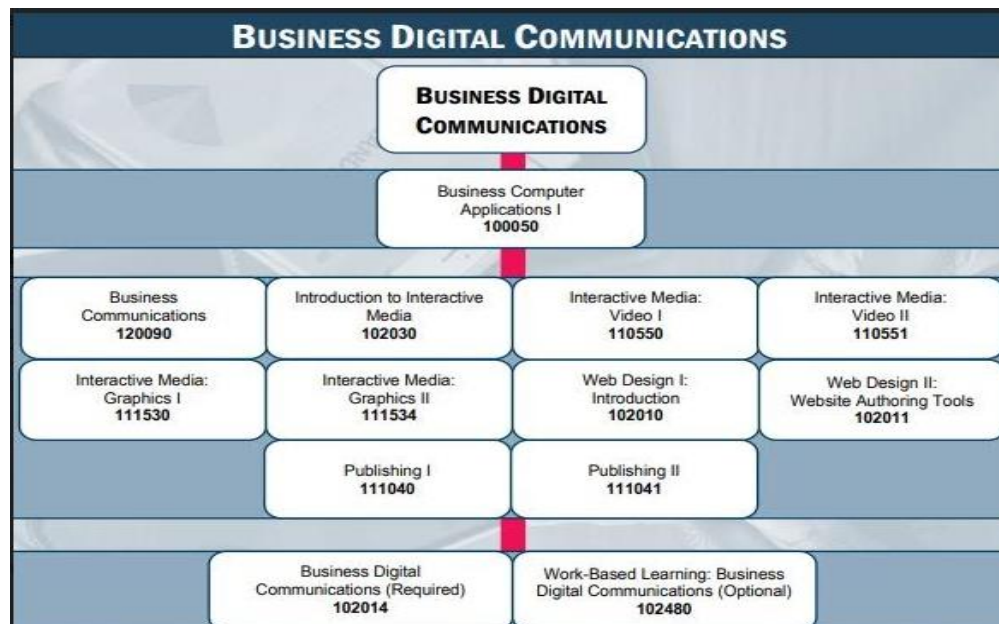 BUSINESS DIGITAL COMMUNICATIONS
BUSINESS DIGITAL
COMMUNICATIONS
Business Computer
Applications I
100050
Business
Communications
120090
Introduction to Interactive
Media
102030
Interactive Media:
Video I
110550
Interactive Media:
Video II
110551
Interactive Media:
Graphics I
111530
Interactive Media:
Graphics II
111534
Web Design I:
Introduction
102010
Web Design II:
Website Authoring Tools
102011
Publishing I
111040
Publishing II
111041
Business Digital
Communications (Required)
102014
Work-Based Learning: Business
Digital Communications (Optional)
102480